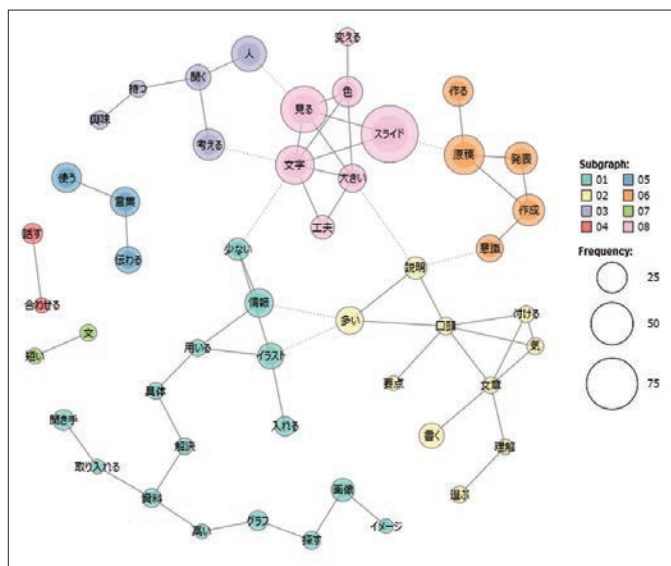 変える
人
色
聞く
見る
持つ
作る
興味
スライド
考える
文字
大きい
原稿
発表
使う
言葉
工夫
作成
話す
伝わる
少ない
意識
説明
合わせる
情報
多い
付ける
口頭
気
文
短い
用いる
イラスト
要点
文章
具体
聞き手
入れる
書く
理解
解決
取り入れる
資料
画像
選ぶ
高い
グラフ
探す
イメージ
Subgraph:
01 05
02 06
03 07
04 08
Frequency:
25
50
75